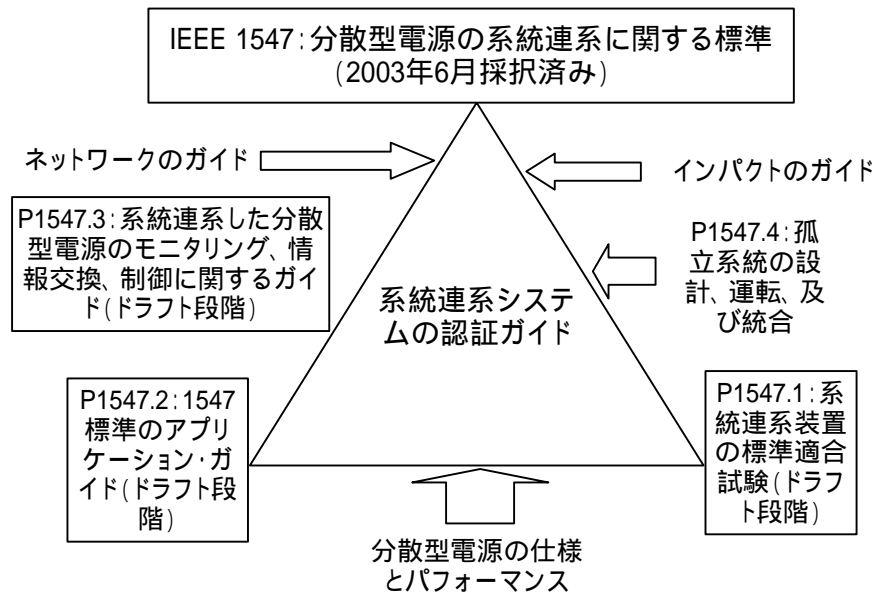 IEEE 1547:分散型電源の系統連系に関する標準
(2003年6月採択済み)
ネットワークのガイド
インパクトのガイド
P1547.3:系統連系した分散
型電源のモニタリング、情
報交換、制御に関するガイ
ド(ドラフト段階)
P1547.4:孤
立系統の設
計、運転、及
び統合
系統連系システ
ムの認証ガイド
P1547.2:1547
標準のアプリ
ケーション・ガ
イド(ドラフト段
階)
P1547.1:系
統連系装置
の標準適合
試験(ドラフ
ト段階)
分散型電源の仕様
とパフォーマンス